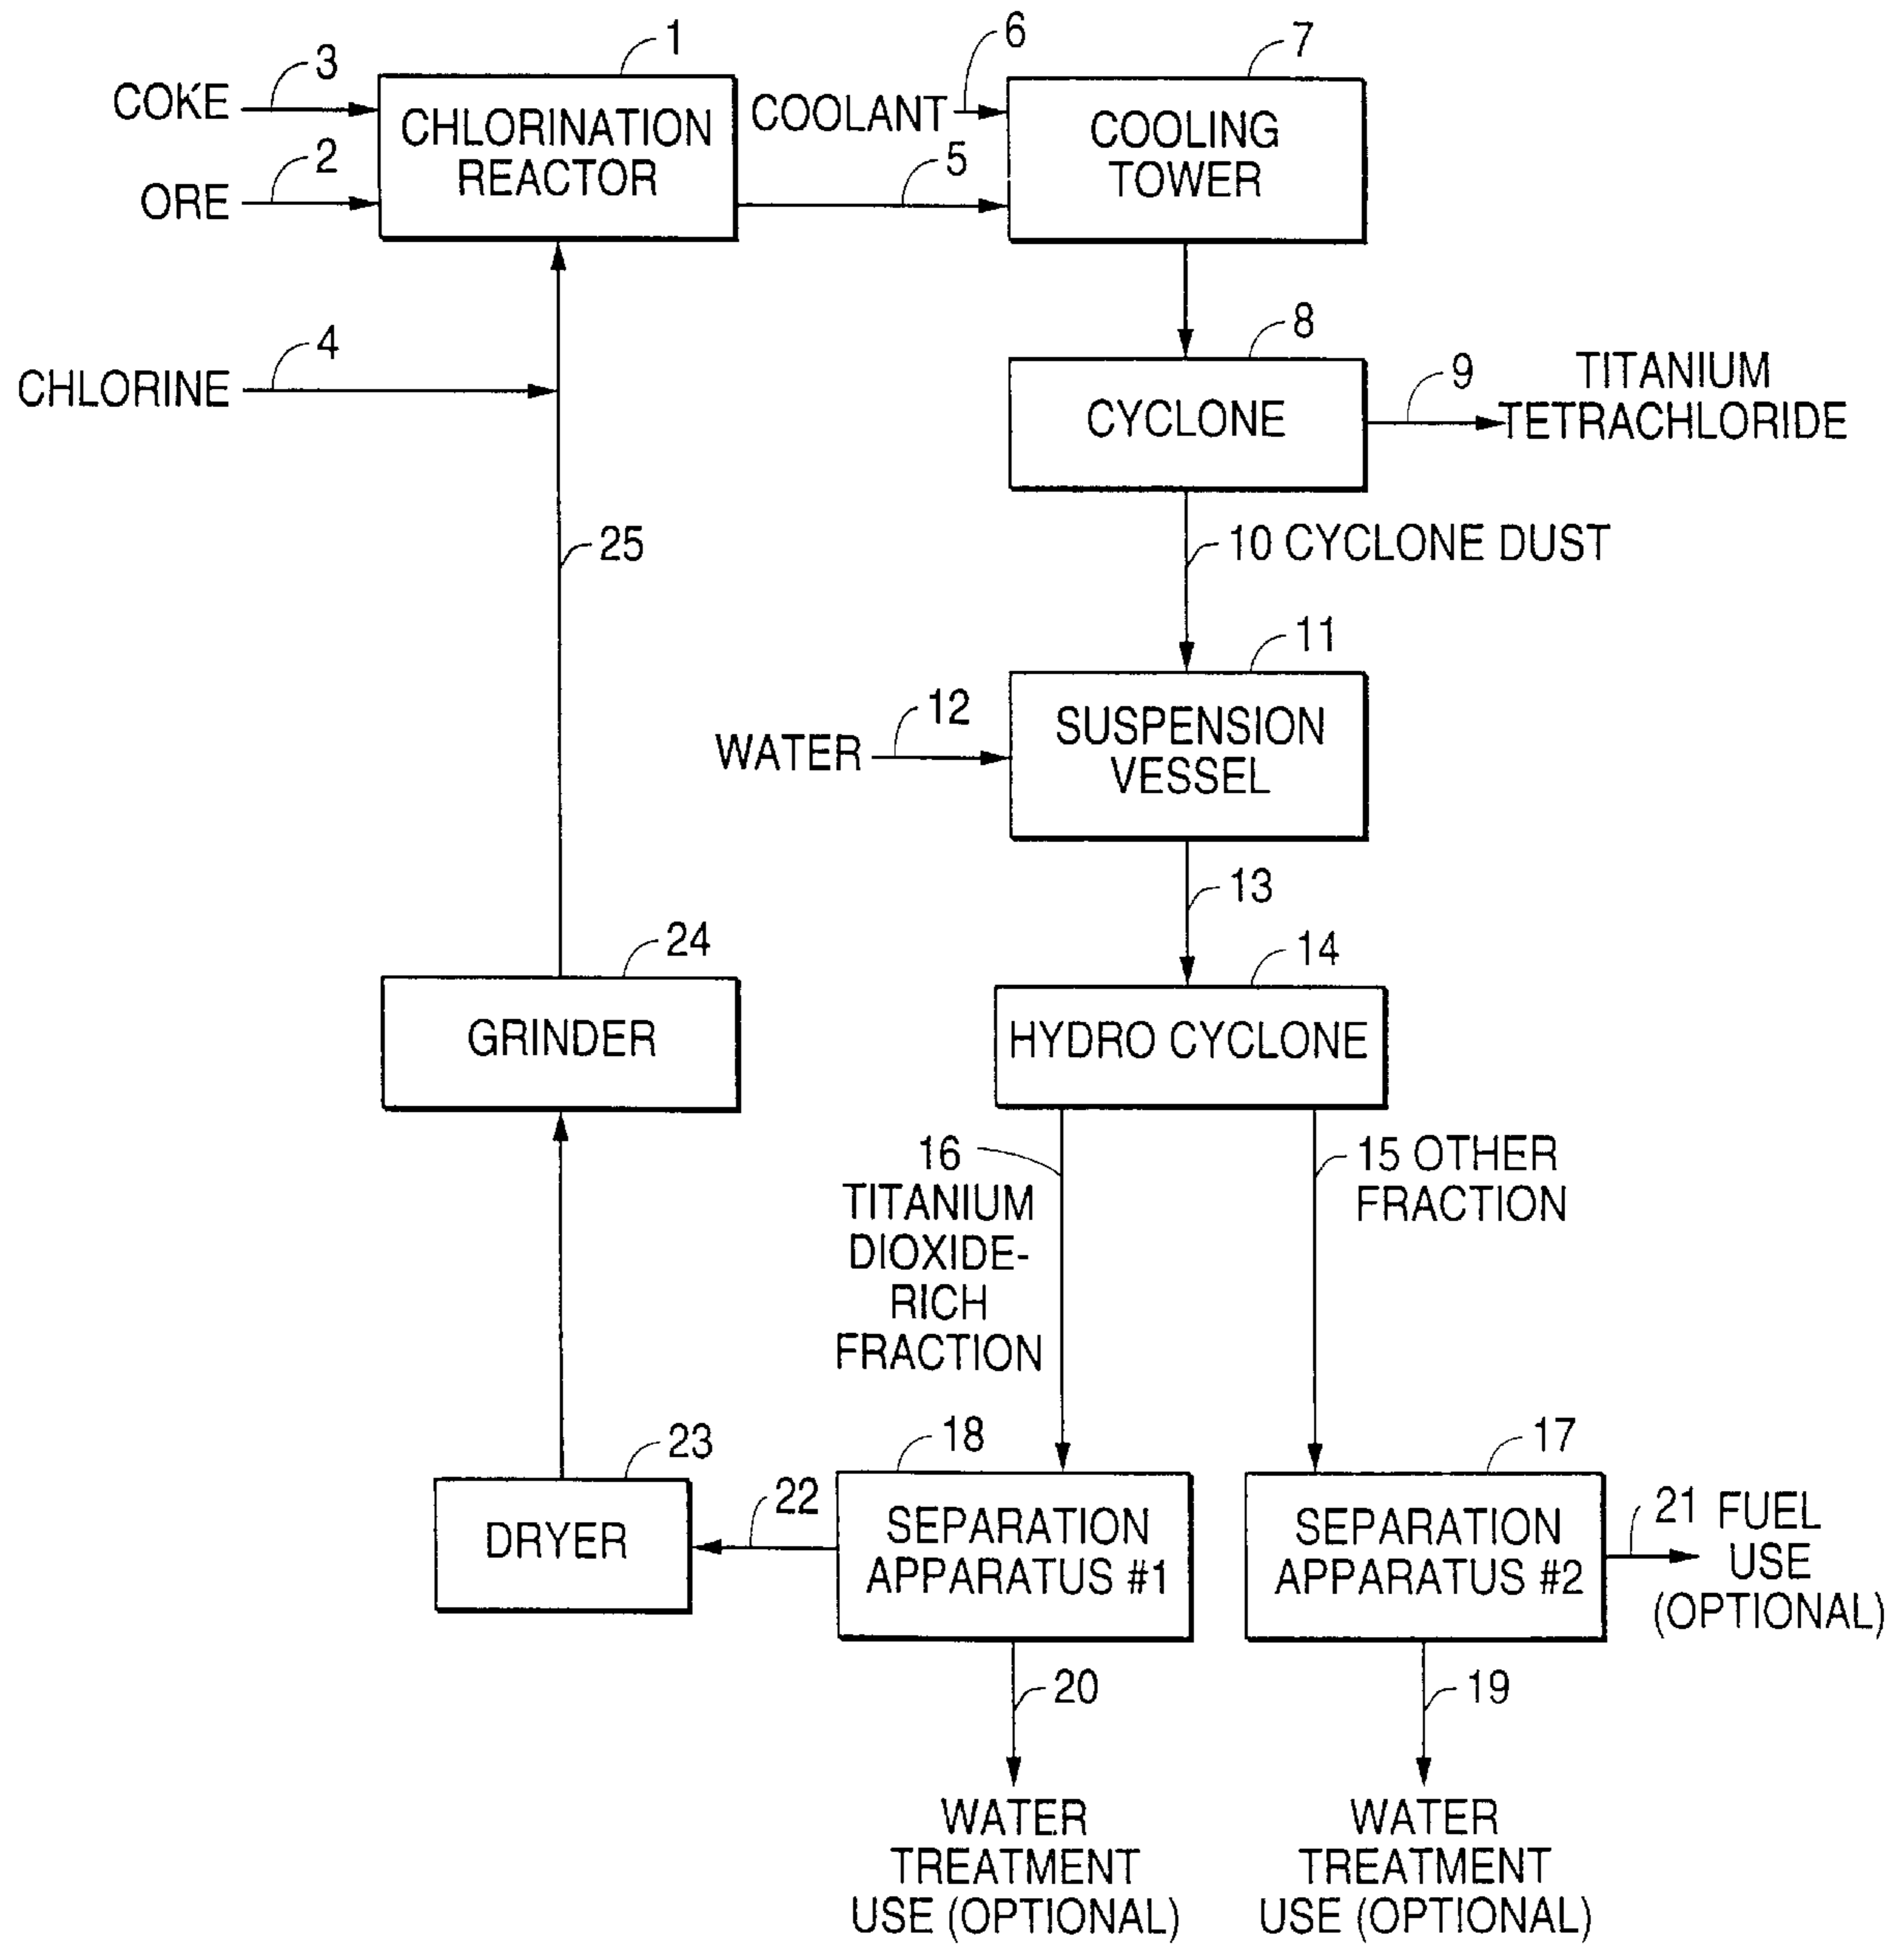 1
6
7
3
COKE
CHLORINATION
REACTOR
COOLANT
COOLING
TOWER
2
ORE
5
4
CHLORINE
8
CYCLONE
9
TITANIUM
TETRACHLORIDE
25
10 CYCLONE DUST
11
12
WATER
SUSPENSION
VESSEL
13
24
GRINDER
14
HYDRO CYCLONE
16
TITANIUM
DIOXIDE-
RICH
FRACTION
15 OTHER
FRACTION
23
DRYER
22
18
SEPARATION
APPARATUS #1
17
SEPARATION
APPARATUS #2
21 FUEL
USE
(OPTIONAL)
20
WATER
TREATMENT
USE (OPTIONAL)
19
WATER
TREATMENT
USE (OPTIONAL)